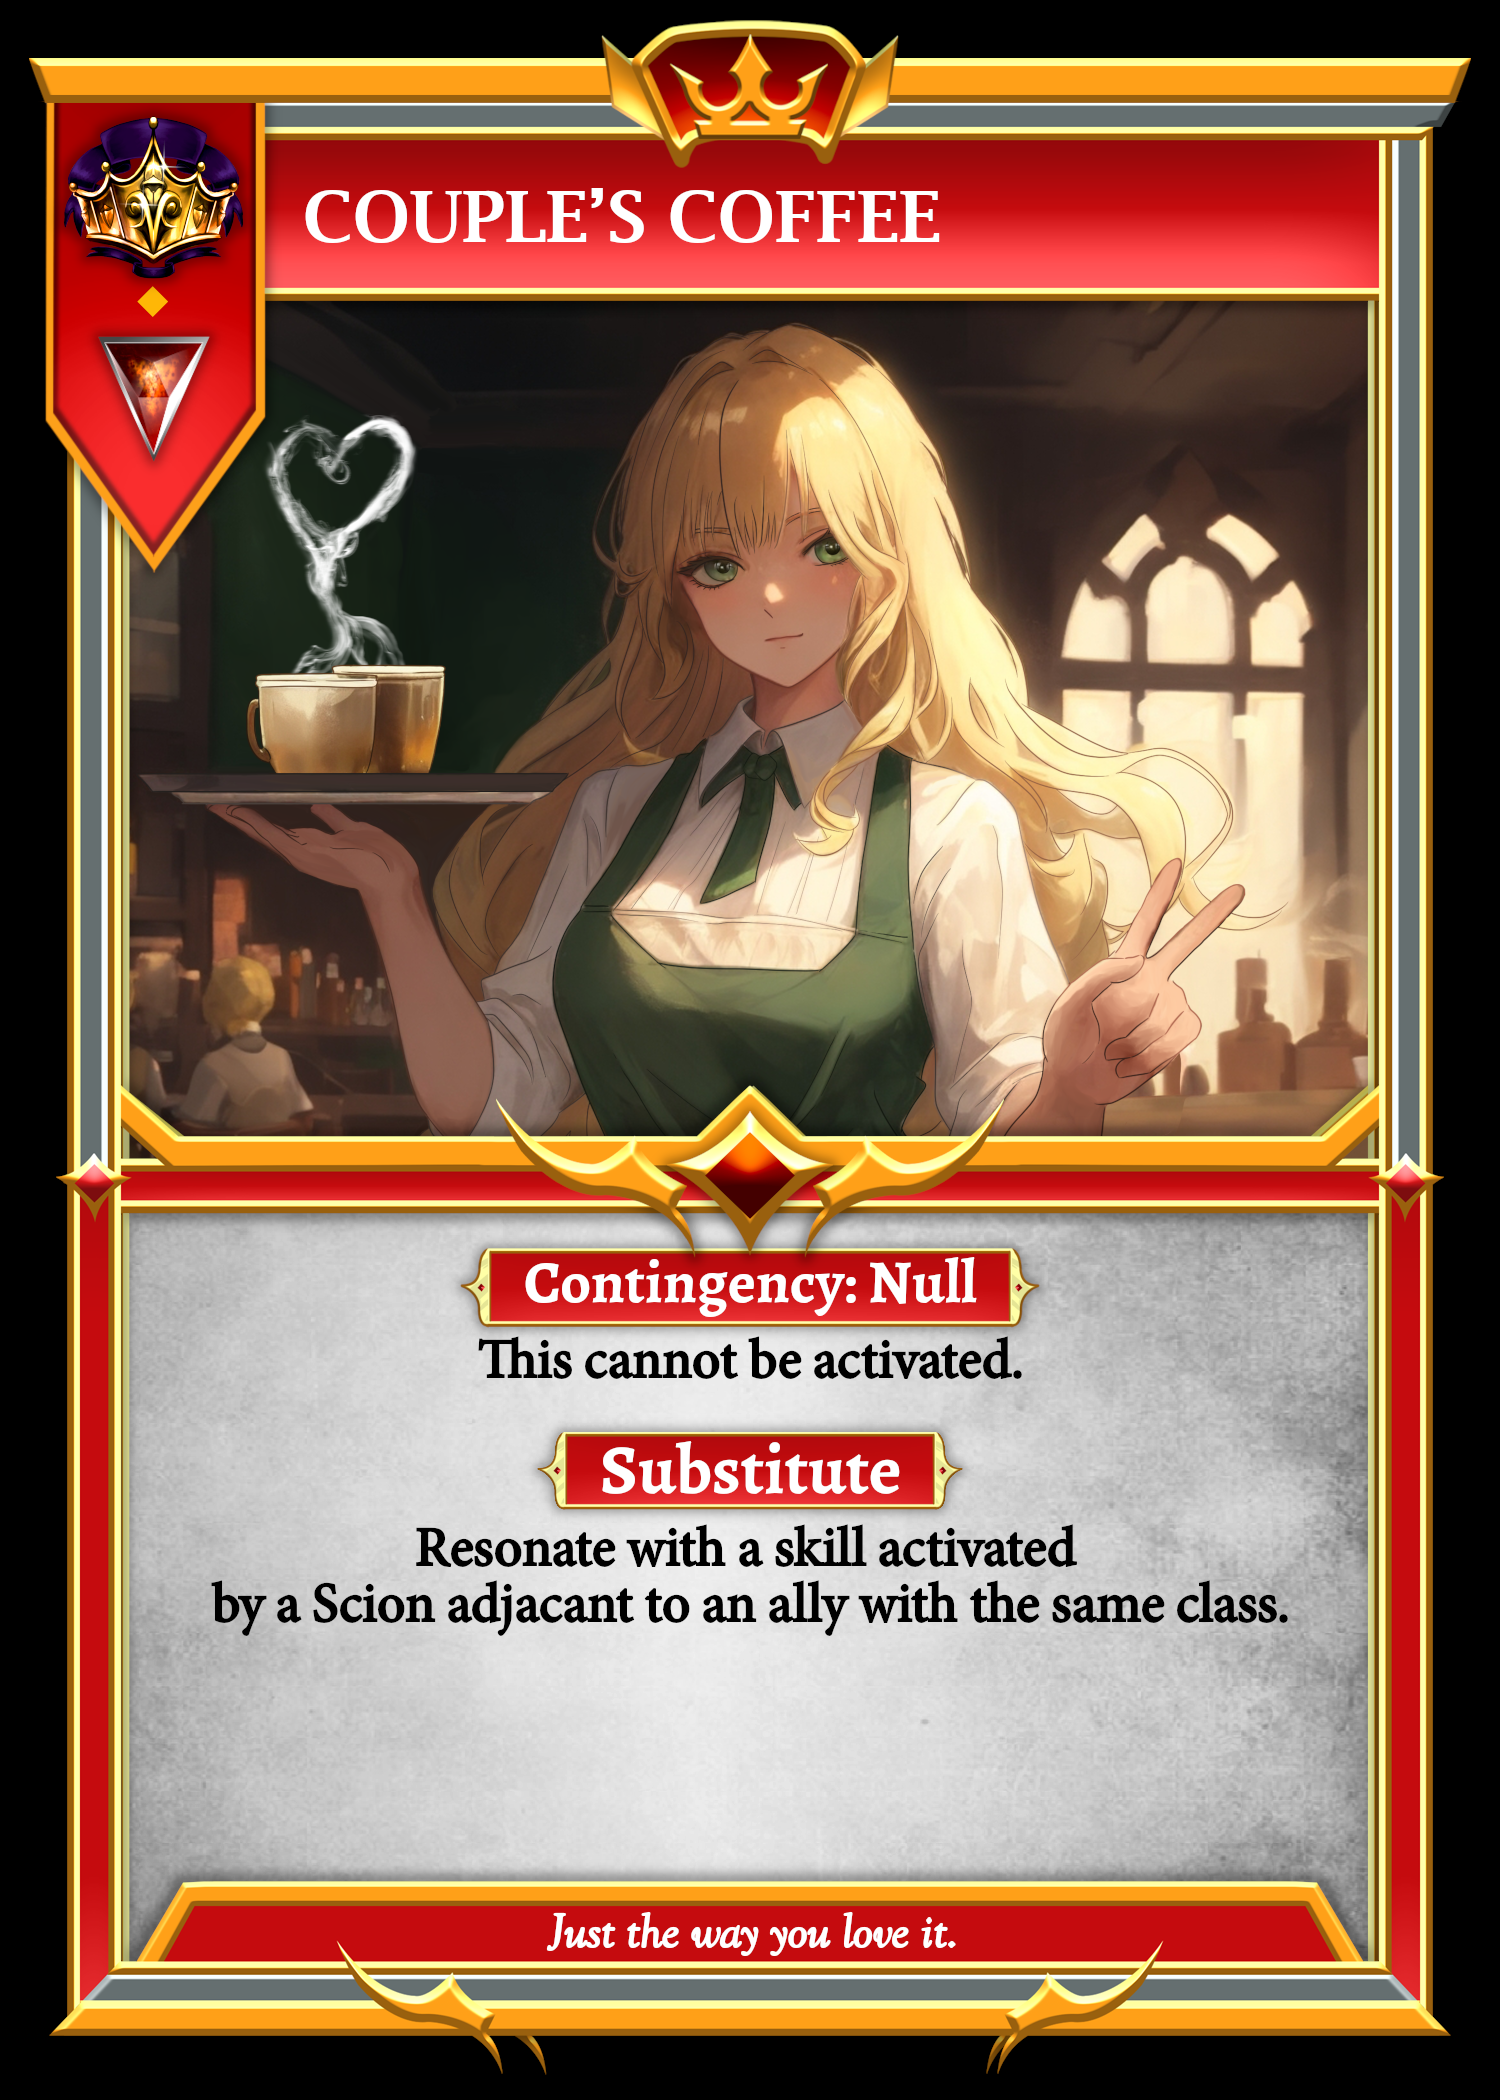 COUPLE'S COFFEE
Contingency: Null
This cannot be activated.
Substitute
Resonate with a skill activated
by a Scion adjacant to an ally with the same class.
Just the way you love it.